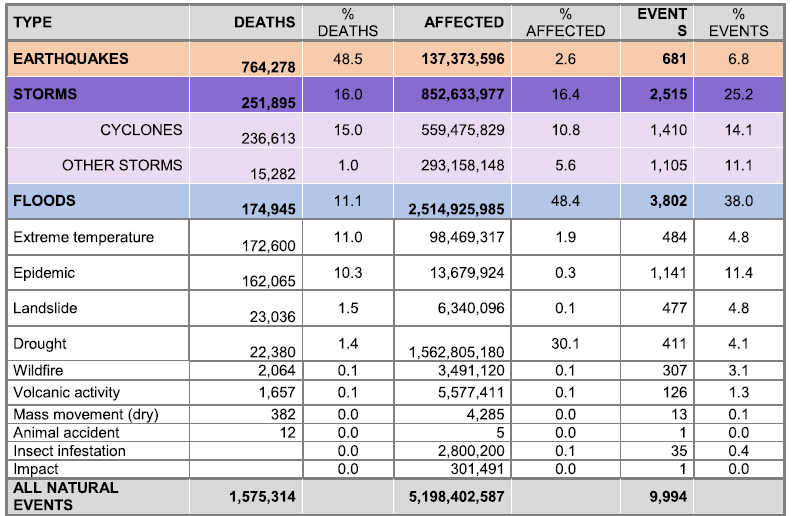 TYPE DEATHS % DEATHS AFFECTED % AFFECTED EVENTS % EVENTS
EARTHQUAKES 764,278 48.5 137,373,596 2.6 681 6.8
STORMS 251,895 16.0 852,633,977 16.4 2,515 25.2
CYCLONES 236,613 15.0 559,475,829 10.8 1,410 14.1
OTHER STORMS 15,282 1.0 293,158,148 5.6 1,105 11.1
FLOODS 174,945 11.1 2,514,925,985 48.4 3,802 38.0
Extreme temperature 172,600 11.0 98,469,317 1.9 484 4.8
Epidemic 162,065 10.3 13,679,924 0.3 1,141 11.4
Landslide 23,036 1.5 6,340,096 0.1 477 4.8
Drought 22,380 1.4 1,562,805,180 30.1 411 4.1
Wildfire 2,064 0.1 3,491,120 0.1 307 3.1
Volcanic activity 1,657 0.1 5,577,411 0.1 126 1.3
Mass movement (dry) 382 0.0 4,285 0.0 13 0.1
Animal accident 12 0.0 5 0.0 1 0.0
Insect infestation 0.0 2,800,200 0.1 35 0.4
Impact 0.0 301,491 0.0 1 0.0
ALL NATURAL EVENTS 1,575,314 5,198,402,587 9,994